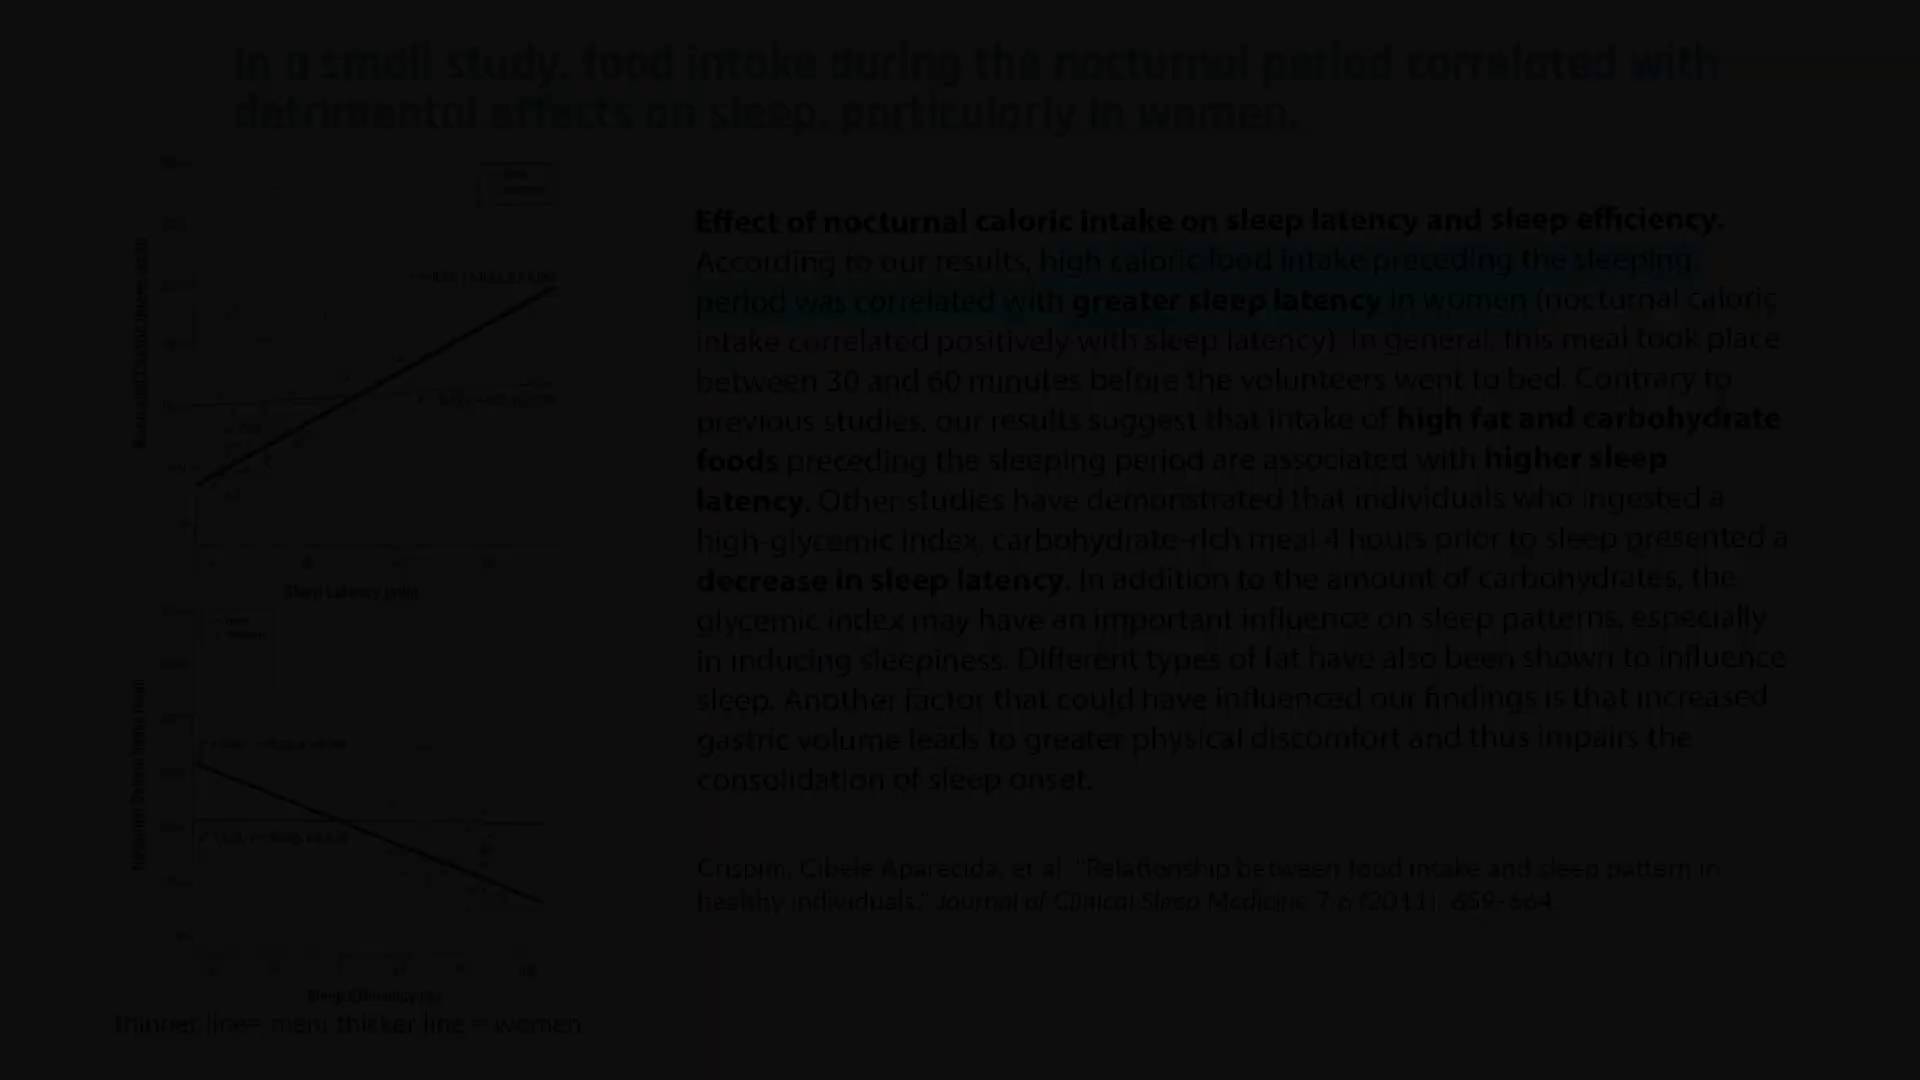 In a small study, food intake during the nocturnal period correlated with
detrimental affects on sleep, particularly in women.
Effect of nocturnal caloric intake on sleep latency and sleep efficiency.
According to our results, high caloric food intake preceding the sleeping
period was correlated with greater sleep latency in women (nocturnal caloric
intake correlated positively with sleep latency). In general, this meal took place
between 30 and 60 minutes before the volunteers went to bed. Contrary to
previous studies, our results suggest that intake of high fat and carbohydrate
foods preceding the sleeping period are associated with higher sleep
latency. Other studies have demonstrated that individuals who ingested a
high-glycemic index, carbohydrate-rich meal 4 hours prior to sleep presented a
decrease in sleep latency. In addition to the amount of carbohydrates, the
glycemic index may have an important influence on sleep patterns, especially
in inducing sleepiness. Different types of fat have also been shown to influence
sleep. Another factor that could have influenced our findings is that increased
gastric volume leads to greater physical discomfort and thus impairs the
consolidation of sleep onset.
Crispim, Cibele Aparecida, et al. "Relationship between food intake and sleep pattern in
healthy individuals." Journal of Clinical Sleep Medicine 7.6 (2011): 659-664.
Sleep Latency (min)
Sleep Efficiency
thinner line= men; thicker line = women